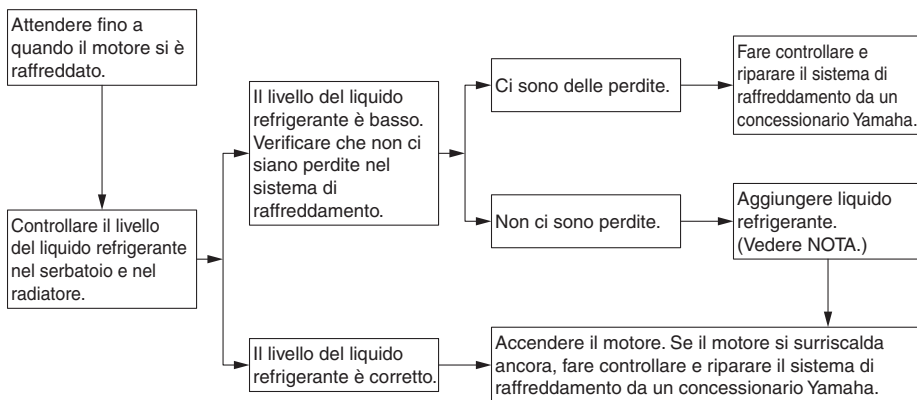 Attendere fino a
quando il motore si è
raffreddato.
Controllare il livello
del liquido refrigerante
nel serbatoio e nel
radiatore.
Il livello del liquido
refrigerante è basso.
Verificare che non ci
siano perdite nel
sistema di
raffreddamento.
Ci sono delle perdite.
Fare controllare e
riparare il sistema di
raffreddamento da un
concessionario Yamaha.
Non ci sono perdite.
Aggiungere liquido
refrigerante.
(Vedere NOTA.)
Il livello del liquido
refrigerante è corretto.
Accendere il motore. Se il motore si surriscalda
ancora, fare controllare e riparare il sistema di
raffreddamento da un concessionario Yamaha.